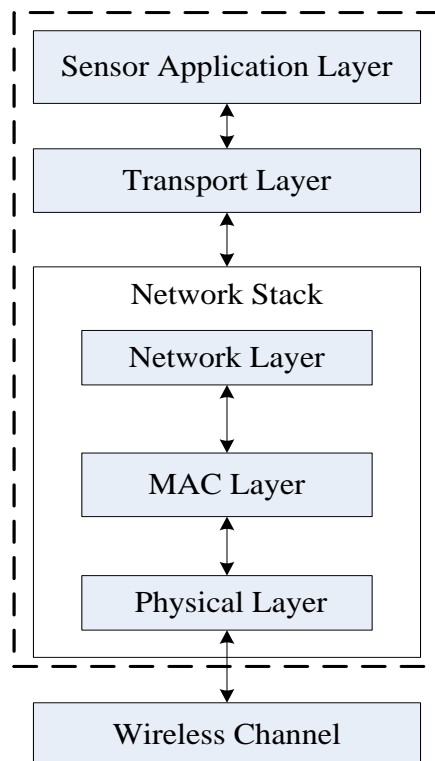 Sensor Application Layer
Transport Layer
Network Stack
Network Layer
MAC Layer
Physical Layer
Wireless Channel